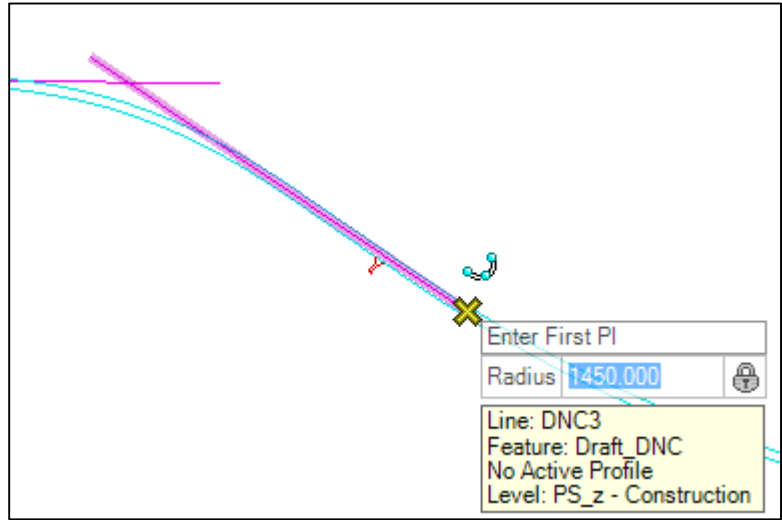 Enter First PI
Radius 1450.000
Line: DNC3
Feature: Draft_DNC
No Active Profile
Level: PS_z - Construction